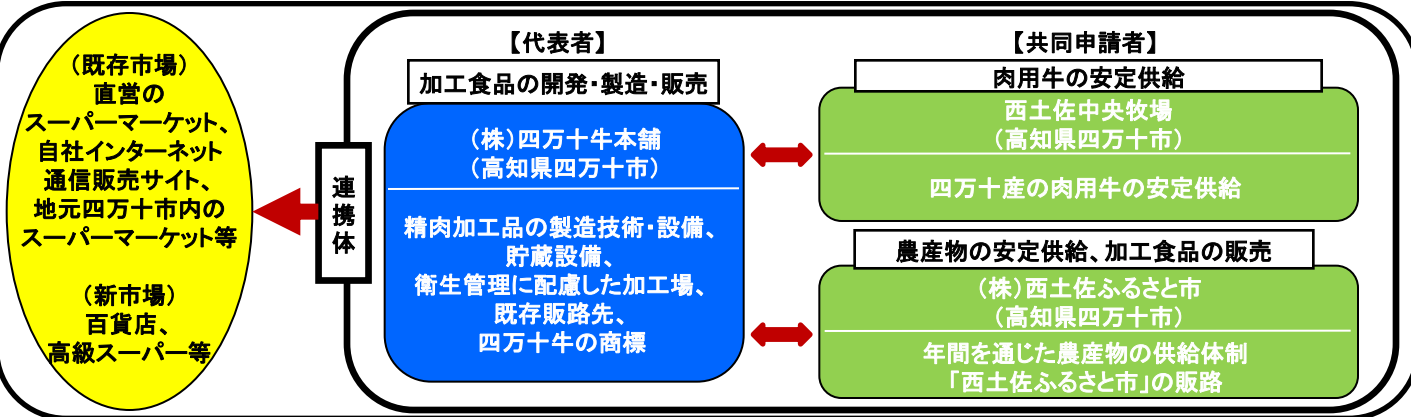 （既存市場）
直営の
スーパーマーケット、
自社インターネット
通信販売サイト、
地元四万十市内の
スーパーマーケット等
（新市場）
百貨店、
高級スーパー等
連携体
【代表者】
加工食品の開発・製造・販売
（株）四万十牛本舗
（高知県四万十市）
精肉加工品の製造技術・設備、
貯蔵設備、
衛生管理に配慮した加工場、
既存販路先、
四万十牛の商標
【共同申請者】
肉用牛の安定供給
西土佐中央牧場
（高知県四万十市）
四万十産の肉用牛の安定供給
農産物の安定供給、加工食品の販売
（株）西土佐ふるさと市
（高知県四万十市）
年間を通じた農産物の供給体制
「西土佐ふるさと市」の販路